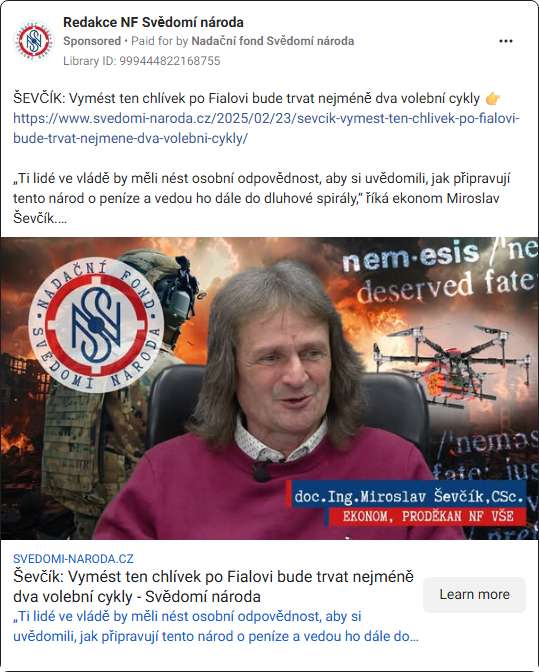 Redakce NF Svědomí národa
Sponsored • Paid for by Nadační fond Svědomí národa
Library ID: 999444822168755
ŠEVČÍK: Vymést ten chlívek po Fialovi bude trvat nejméně dva volební cykly 👉
https://www.svedomi-naroda.cz/2025/02/23/sevcik-vymest-ten-chlivek-po-fialovi-
bude-trvat-nejmene-dva-volebni-cykly/
„Ti lidé ve vládě by měli nést osobní odpovědnost, aby si uvědomili, jak připravují
tento národ o peníze a vedou ho dále do dluhové spirály,“ říká ekonom Miroslav
Ševčík....
NADAČNÍ FOND
SVĚDOMÍ NÁRODA
nem·esis /'ne
deserved fate
/'nemәs
fate: jus
doc.Ing.Miroslav Ševčík,CSc.
EKONOM, PRODĚKAN NF VŠE
SVEDOMI-NARODA.CZ
Ševčík: Vymést ten chlívek po Fialovi bude trvat nejméně
dva volební cykly - Svědomí národa
Learn more
„Ti lidé ve vládě by měli nést osobní odpovědnost, aby si
uvědomili, jak připravují tento národ o peníze a vedou ho dále do…